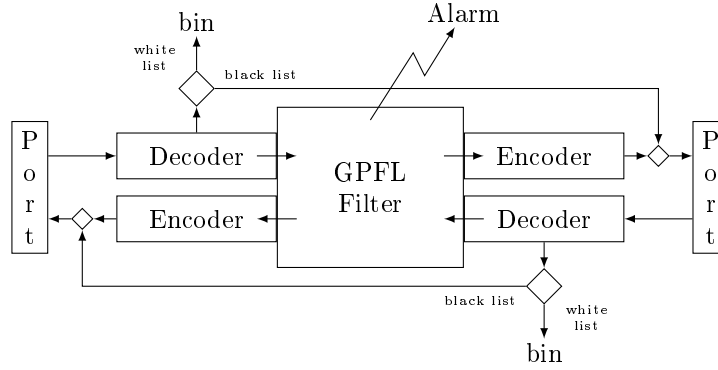 Alarm
bin
white
list
black list
P
o
r
t
Decoder
Encoder
GPFL
Filter
Encoder
Decoder
P
o
r
t
black list
white
list
bin